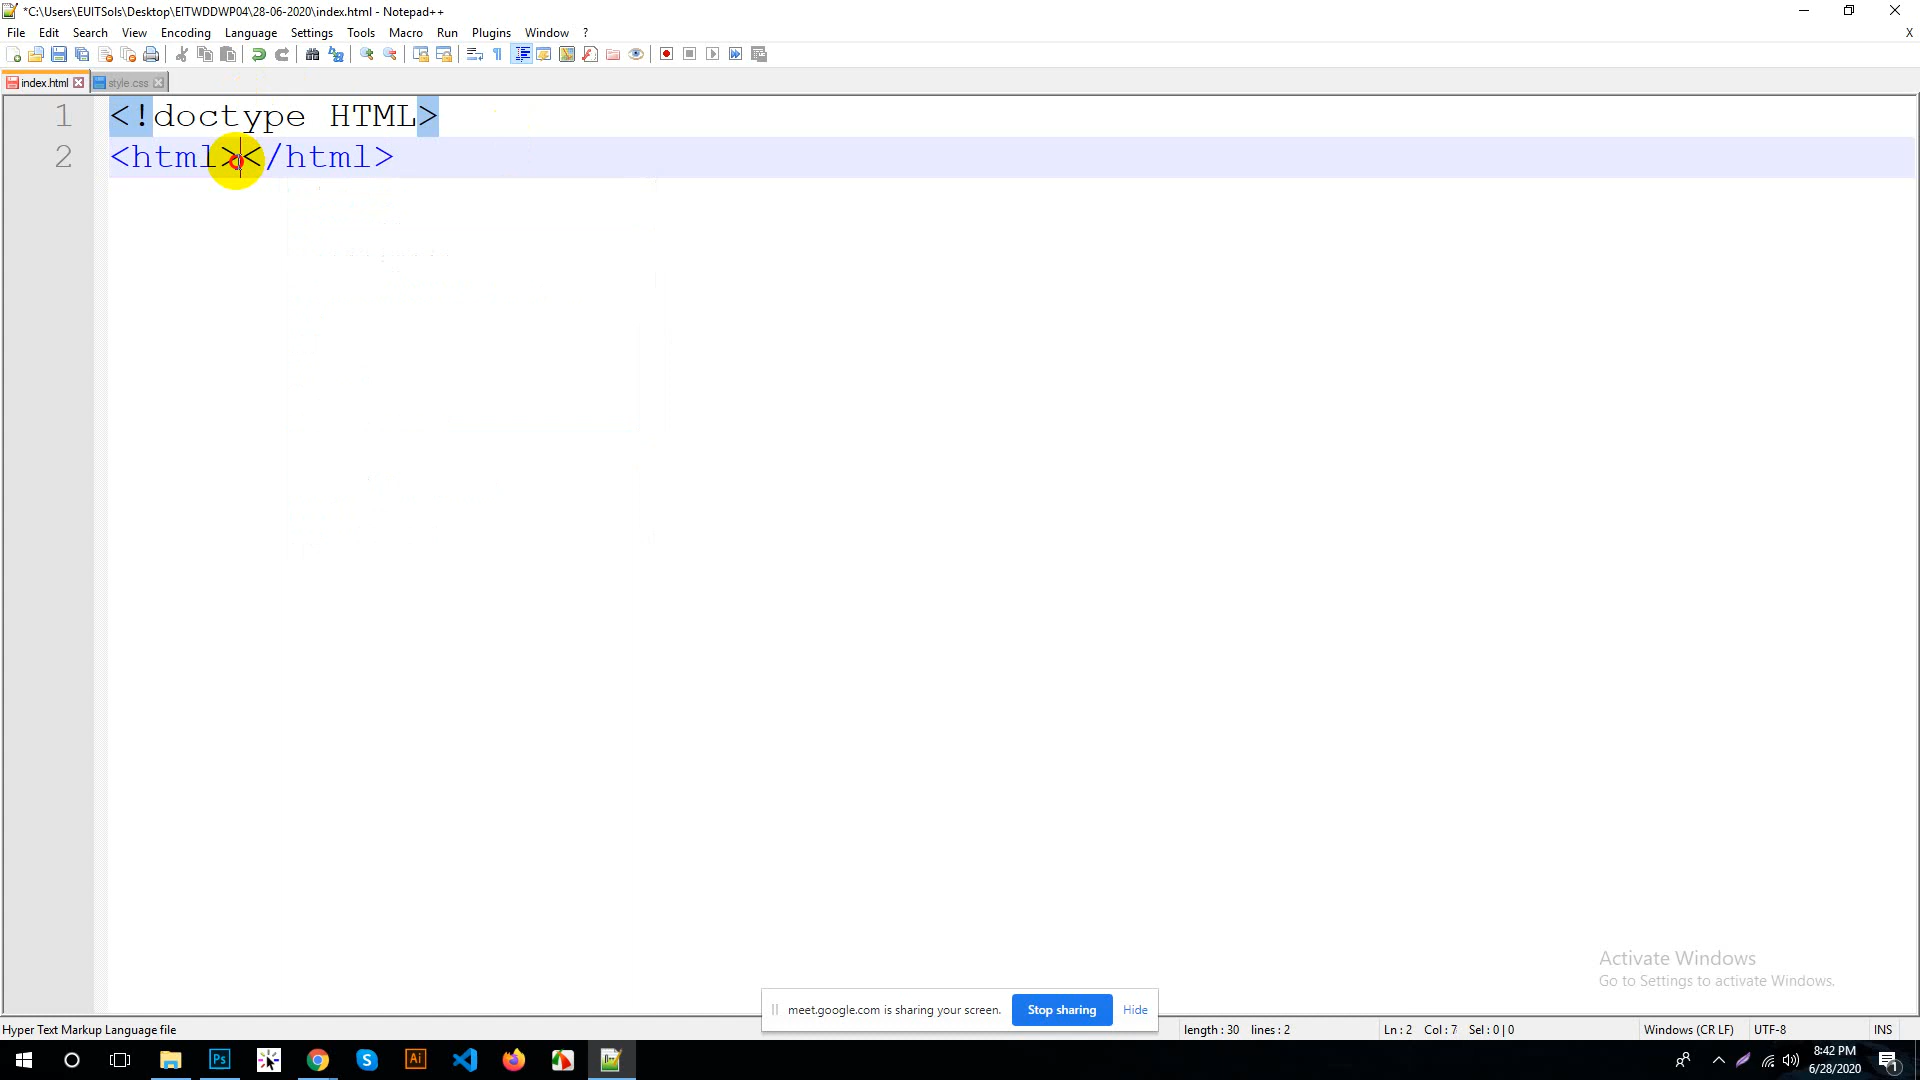 *C:\Users\EUITSols\Desktop\EITWDDWP04\28-06-2020\index.html - Notepad++
File Edit Search View Encoding Language Settings Tools Macro Run Plugins Window ? X
index.html style.css
1 <!doctype HTML>
2 <html></html>
Activate Windows
Go to Settings to activate Windows.
meet.google.com is sharing your screen. Stop sharing Hide
Hyper Text Markup Language file length : 30 lines : 2 Ln : 2 Col : 7 Sel : 0 | 0 Windows (CR LF) UTF-8 INS
Ps Ai 8:42 PM
6/28/2020 1